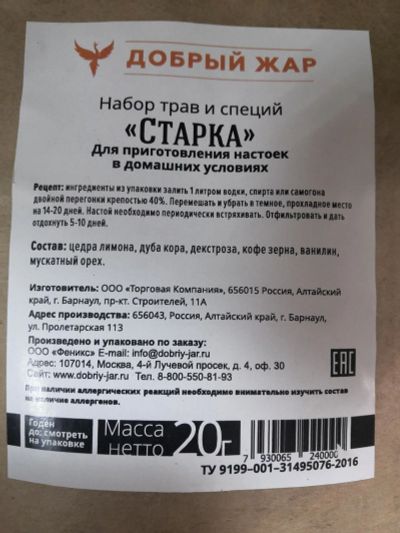 ДОБРЫЙ ЖАР
Набор трав и специй
«СТАРКА»
Для приготовления настоек
в домашних условиях
Рецепт: ингредиенты из упаковки залить 1 литром водки, спирта или самогона
двойной перегонки крепостью 40%. Перемешать и убрать в темное, прохладное место
на 14-20 дней. Настой необходимо периодически встряхивать. Отфильтровать и дать
отдохнуть 5-10 дней.
Состав: цедра лимона, дуба кора, декстроза, кофе зерна, ванилин,
мускатный орех.
Изготовитель: ООО «Торговая Компания», 656015 Россия, Алтайский
край, г. Барнаул, пр-кт. Строителей, 11А
Адрес производства: 656043, Россия, Алтайский край, г. Барнаул,
ул. Пролетарская 113
Произведено и упаковано по заказу:
ООО «Феникс» E-mail: info@dobriy-jar.ru
Адрес: 107014, Москва, 4-й Лучевой просек, д. 4, оф. 30
Сайт: www.dobriy-jar.ru Тел. 8-800-550-81-93
EAC
При наличии аллергических реакций необходимо внимательно изучить состав
на наличие аллергенов.
Годен
до: смотреть
на упаковке
Масса
нетто 20г
7 930065 240000
ТУ 9199-001-31495076-2016